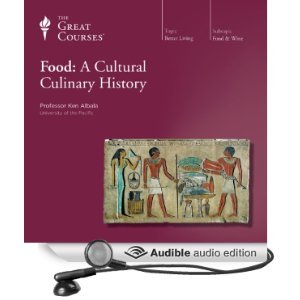 THE
GREAT
COURSES®
Topic
Better Living
Subtopic
Food & Wine
Food: A Cultural
Culinary History
Professor Ken Albala
University of the Pacific
Audible audio edition